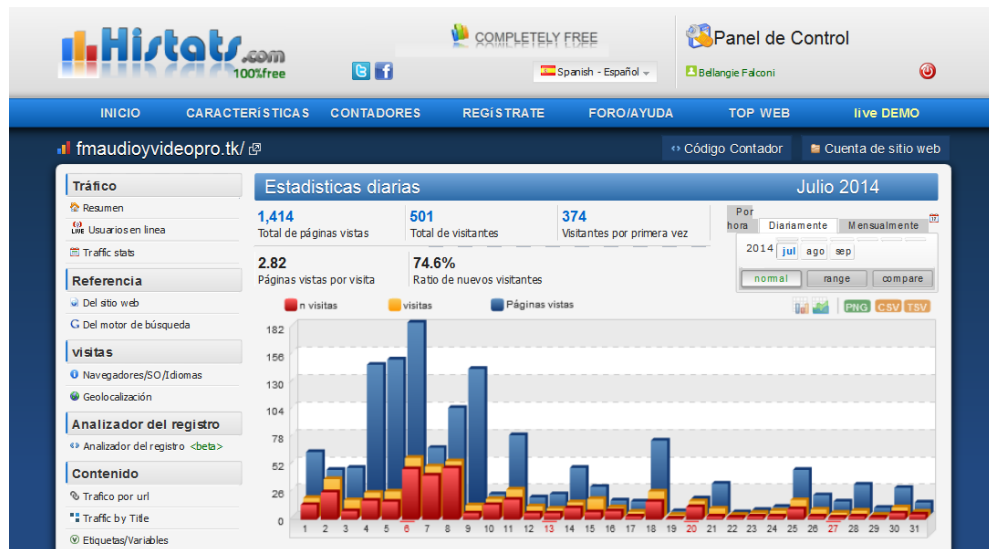 Histats.com
100%free
COMPLETELY FREE
Spanish - Español
Panel de Control
Bellangie Falconi
INICIO CARACTERíSTICAS CONTADORES REGíSTRATE FORO/AYUDA TOP WEB live DEMO
fmaudioyvideopro.tk/
Código Contador
Cuenta de sitio web
Tráfico
Resumen
LIVE Usuarios en linea
Traffic stats
Referencia
Del sitio web
G Del motor de búsqueda
visitas
Navegadores/SO/Idiomas
Geolocalización
Analizador del registro
Analizador del registro <beta>
Contenido
Trafico por url
Traffic by Title
Etiquetas/Variables
Estadisticas diarias Julio 2014
1,414 501 374
Total de páginas vistas Total de visitantes Visitantes por primera vez
2.82 74.6%
Páginas vistas por visita Ratio de nuevos visitantes
Por hora Diariamente Mensualmente
2014 jul ago sep
normal range compare
n visitas visitas Páginas vistas
PNG CSV TSV
182
156
130
104
78
52
26
0
1 2 3 4 5 6 7 8 9 10 11 12 13 14 15 16 17 18 19 20 21 22 23 24 25 26 27 28 29 30 31